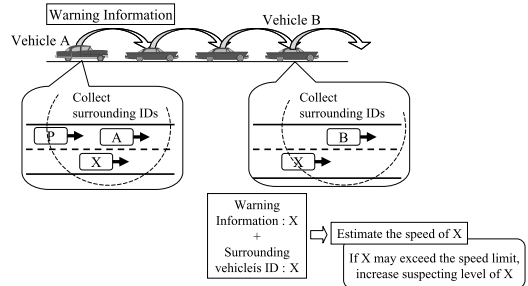 Warning Information
Vehicle A
Vehicle B
Collect
surrounding IDs
P
A
X
Collect
surrounding IDs
B
X
Warning
Information : X
+
Surrounding
vehicleís ID : X
Estimate the speed of X
If X may exceed the speed limit,
increase suspecting level of X